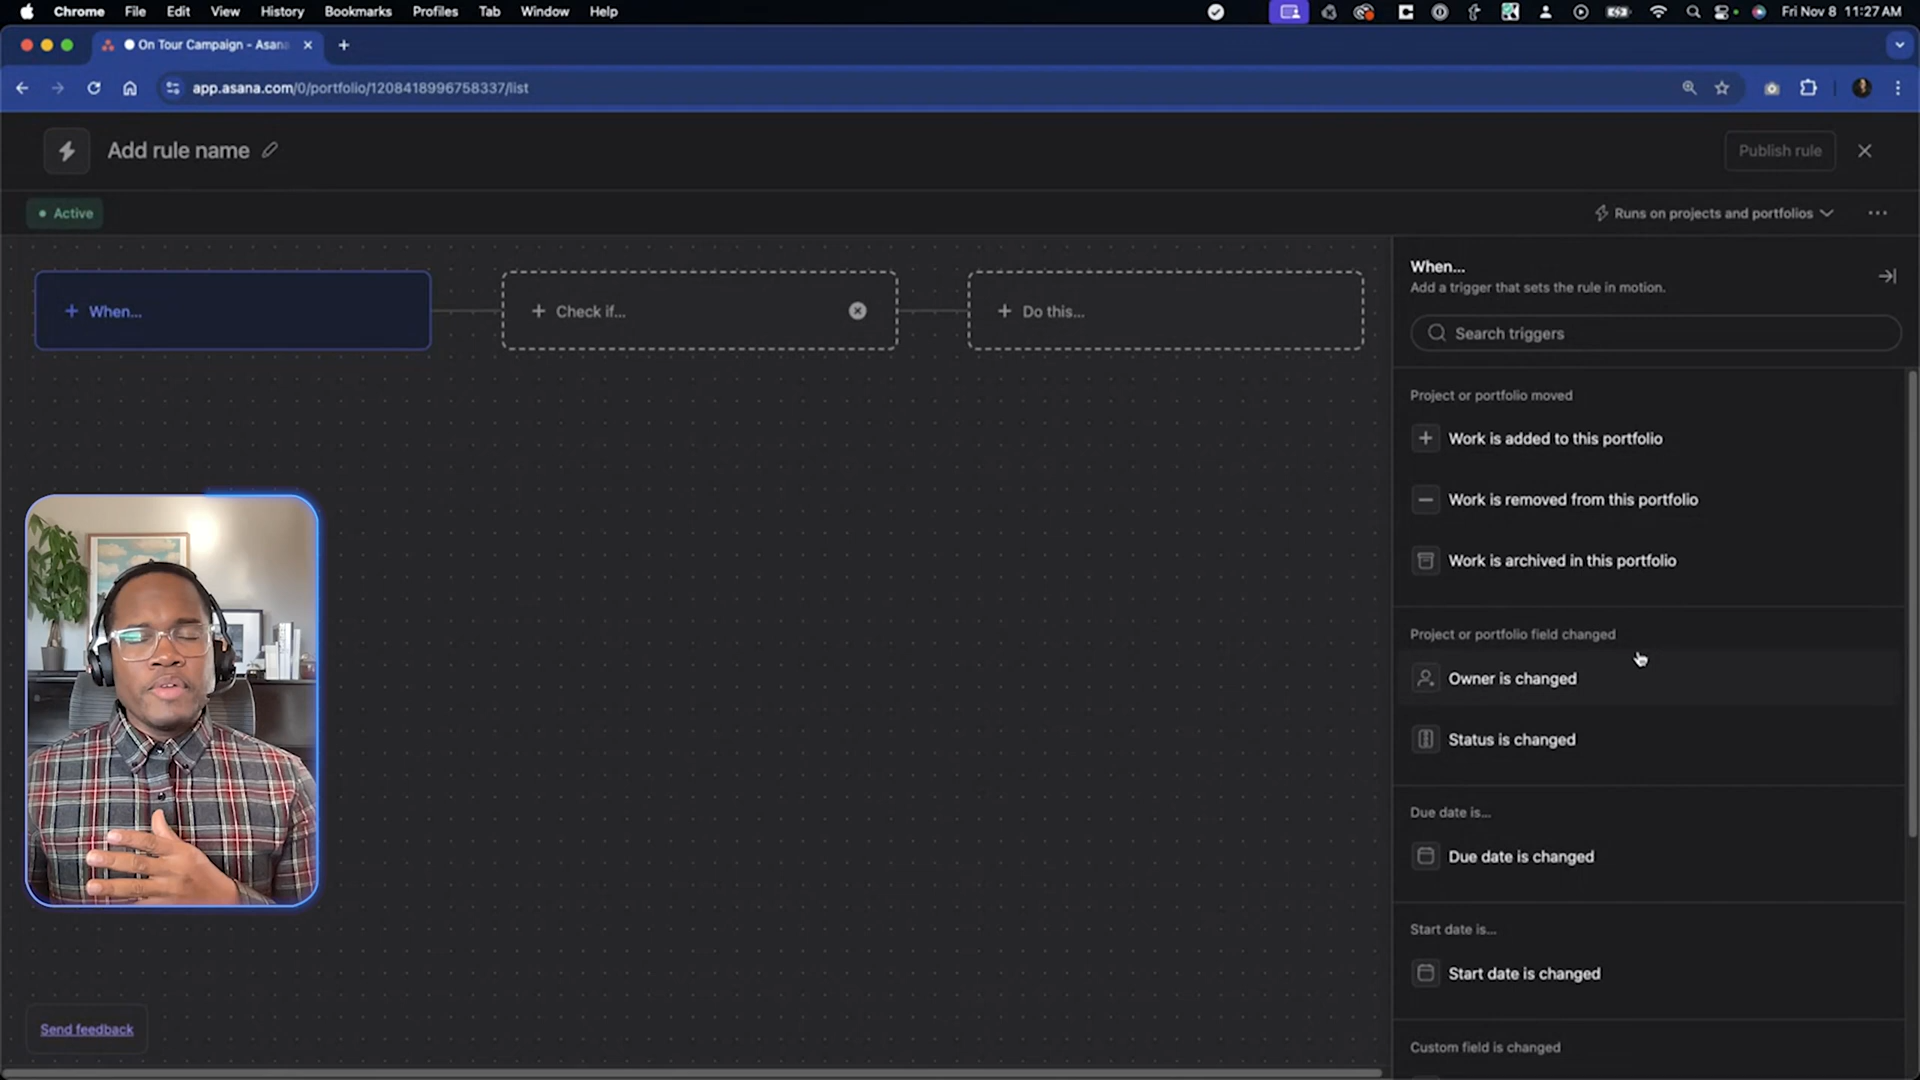 Chrome File Edit View History Bookmarks Profiles Tab Window Help Fri Nov 8 11:27 AM
On Tour Campaign - Asana
app.asana.com/0/portfolio/1208418996758337/list
Add rule name
Publish rule
Active
Runs on projects and portfolios
When...
Check if...
Do this...
When...
Add a trigger that sets the rule in motion.
Search triggers
Project or portfolio moved
Work is added to this portfolio
Work is removed from this portfolio
Work is archived in this portfolio
Project or portfolio field changed
Owner is changed
Status is changed
Due date is...
Due date is changed
Start date is...
Start date is changed
Custom field is changed
Send feedback